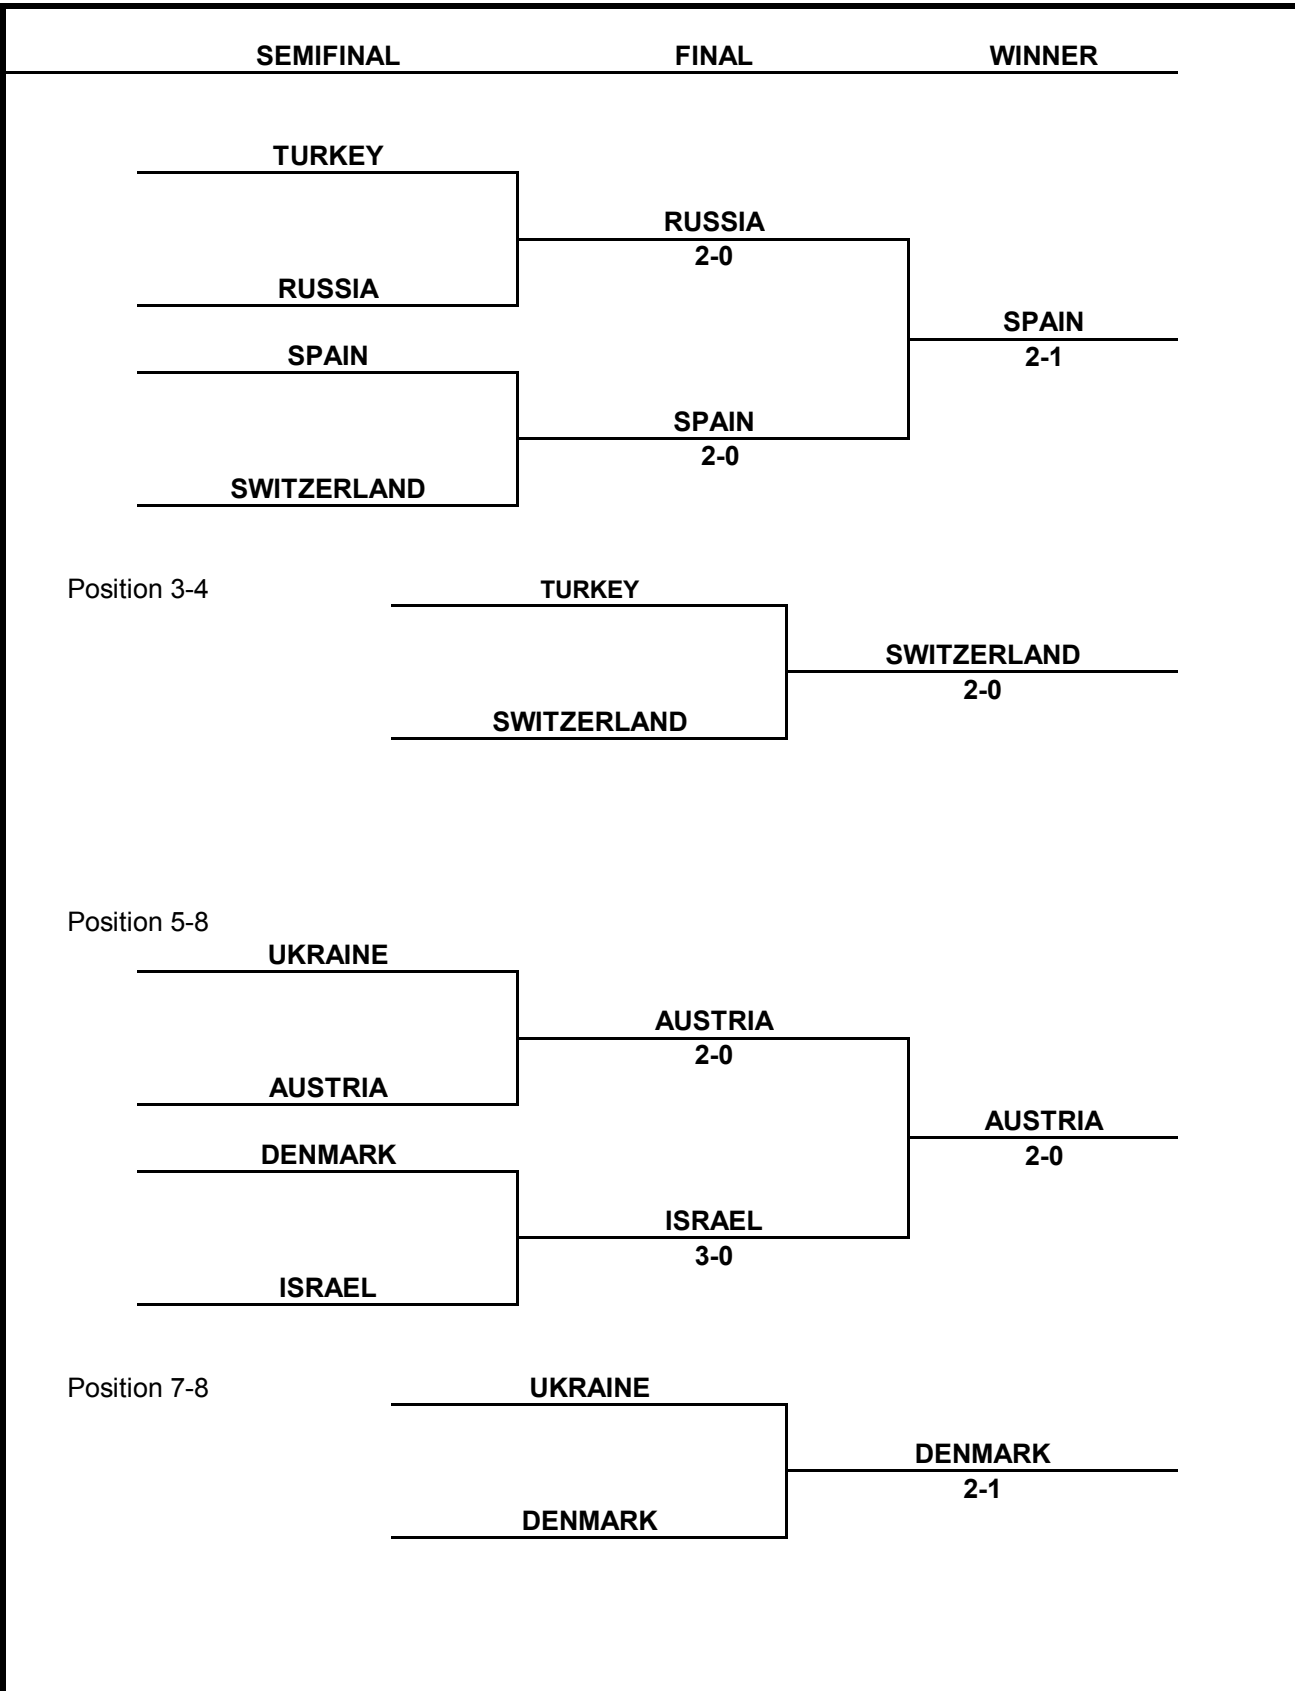 SEMIFINAL FINAL WINNER
TURKEY
RUSSIA
2-0
RUSSIA
SPAIN
2-1
SPAIN
SPAIN
2-0
SWITZERLAND
Position 3-4 TURKEY
SWITZERLAND
2-0
SWITZERLAND
Position 5-8
UKRAINE
AUSTRIA
2-0
AUSTRIA
AUSTRIA
2-0
DENMARK
ISRAEL
3-0
ISRAEL
Position 7-8 UKRAINE
DENMARK
2-1
DENMARK